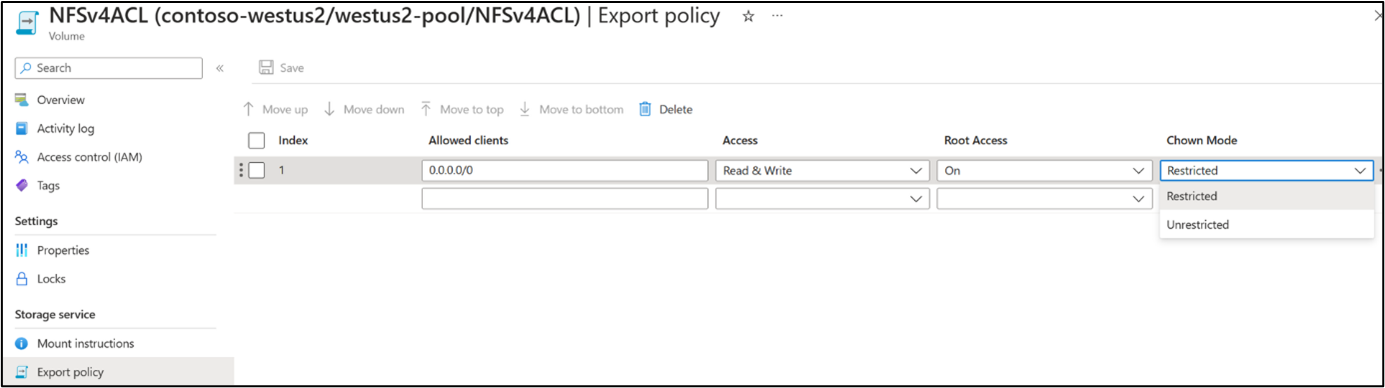 NFSv4ACL (contoso-westus2/westus2-pool/NFSv4ACL) | Export policy
Volume
Search
Save
Overview
Activity log
Access control (IAM)
Tags
Settings
Properties
Locks
Storage service
Mount instructions
Export policy
Move up Move down Move to top Move to bottom Delete
Index Allowed clients Access Root Access Chown Mode
1 0.0.0.0/0 Read & Write On Restricted
Restricted
Unrestricted